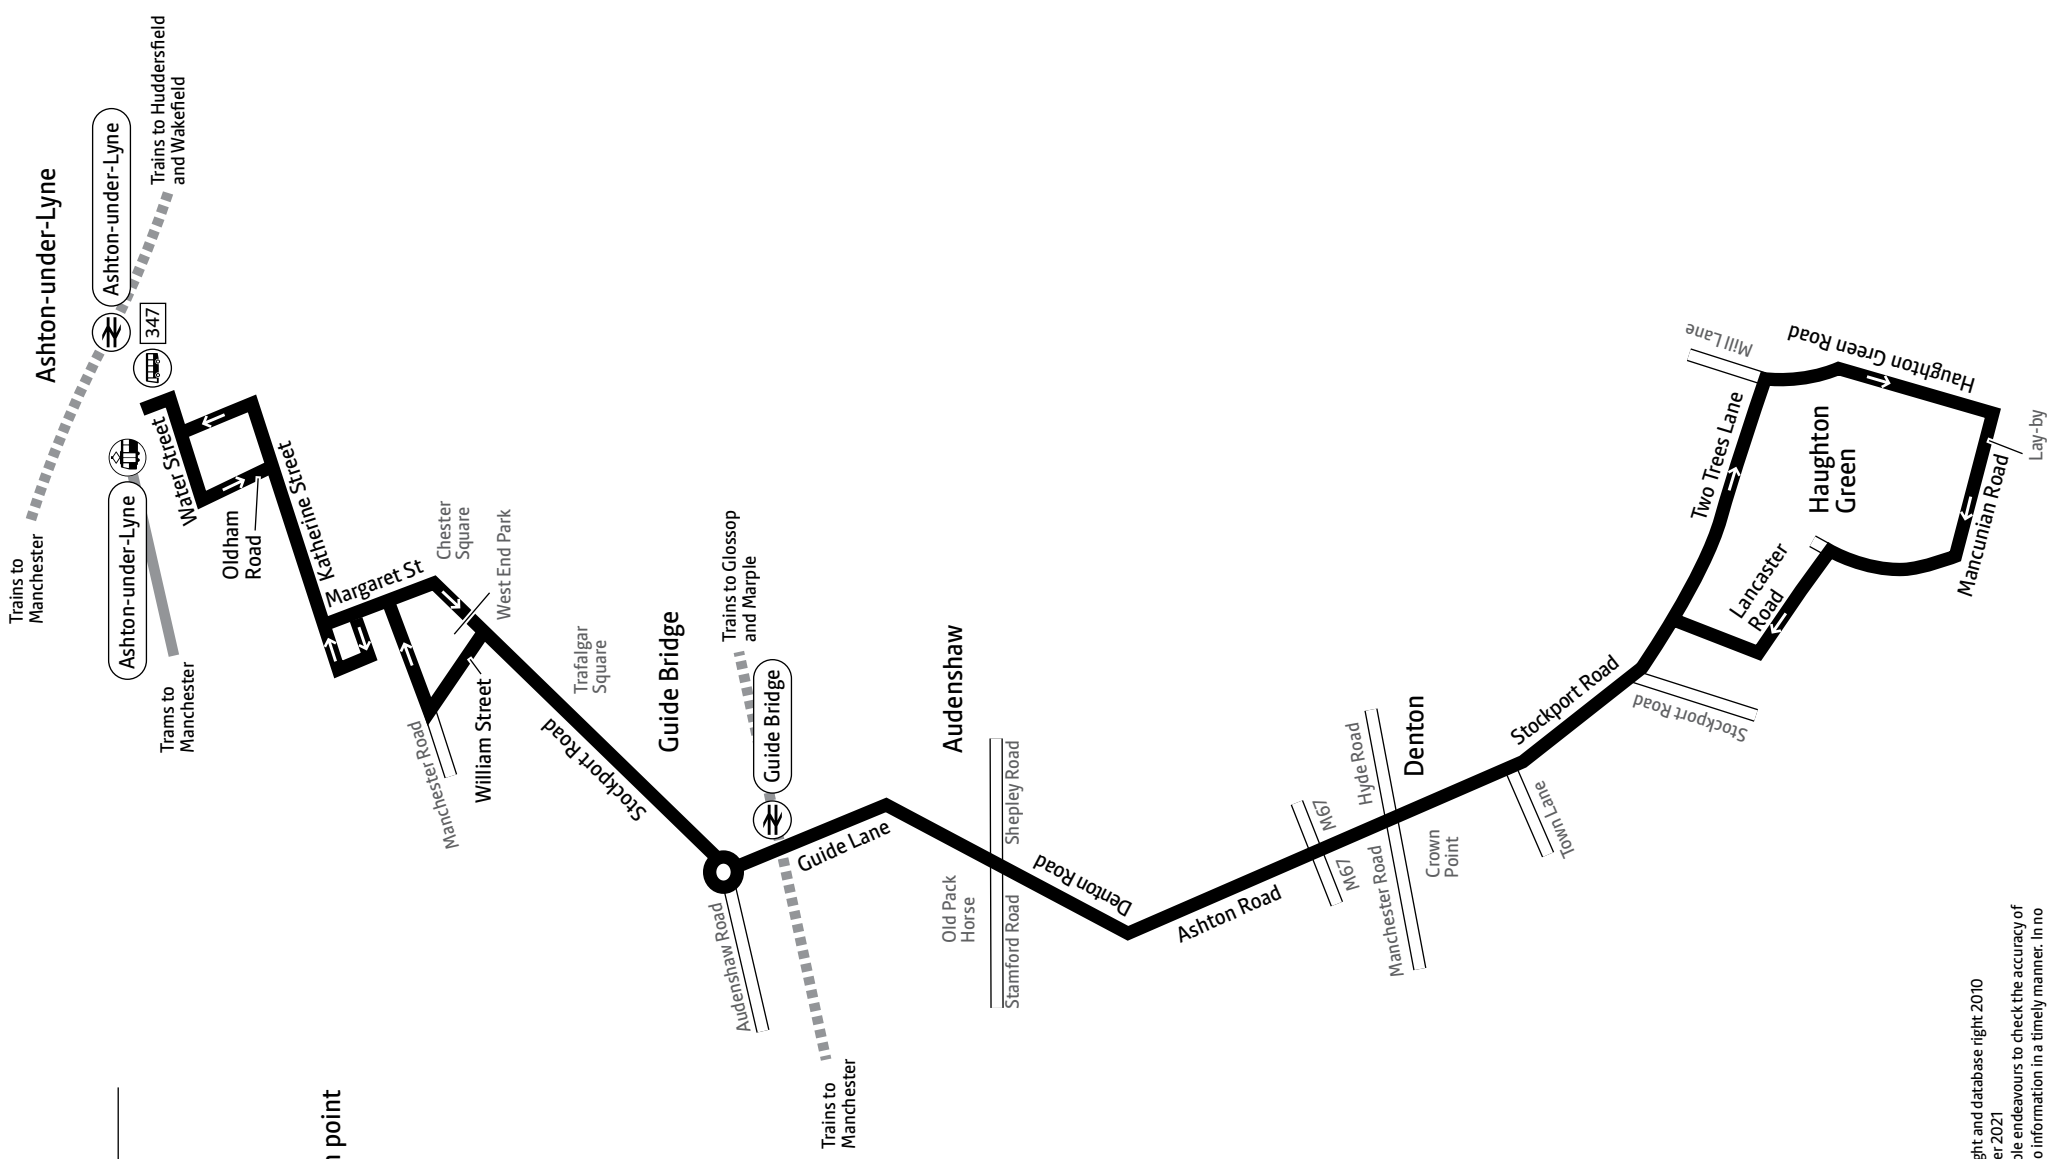 Trains to Huddersfield
and Wakefield
Ashton-under-Lyne
Ashton-under-Lyne
347
Trains to
Manchester
Ashton-under-Lyne
Trams to
Manchester
Water Street
Oldham
Road
Katherine Street
Margaret St
Chester
Square
West End Park
Manchester Road
William Street
Stockport Road
Trafalgar
Square
Guide Bridge
Trains to Glossop
and Marple
Guide Bridge
Audenshaw Road
Guide Lane
Trains to
Manchester
Audenshaw
Old Pack
Horse
Shepley Road
Stamford Road
Denton Road
Ashton Road
M67
M67
Hyde Road
Manchester Road
Denton
Crown
Point
Town Lane
Stockport Road
Stockport Road
Two Trees Lane
Mill Lane
Haughton Green Road
Haughton
Green
Lancaster
Road
Mancunian Road
Lay-by
point
and database right 2010
2021
endeavours to check the accuracy of
information in a timely manner. In no